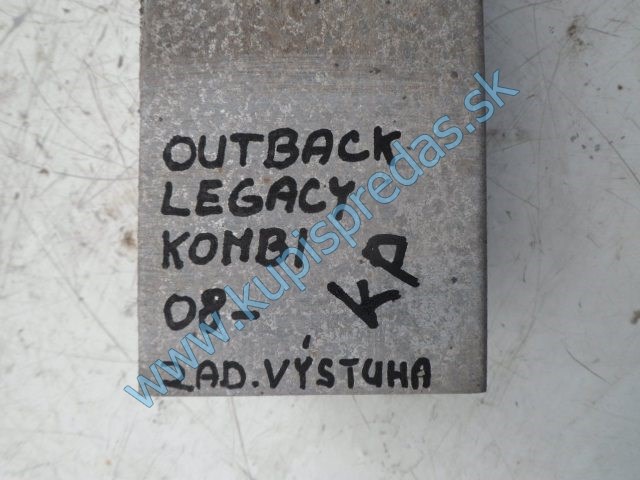 OUTBACK
LEGACY
KOMBI
08-
KP
ZAD. VÝSTUHA
www.kupispredas.sk